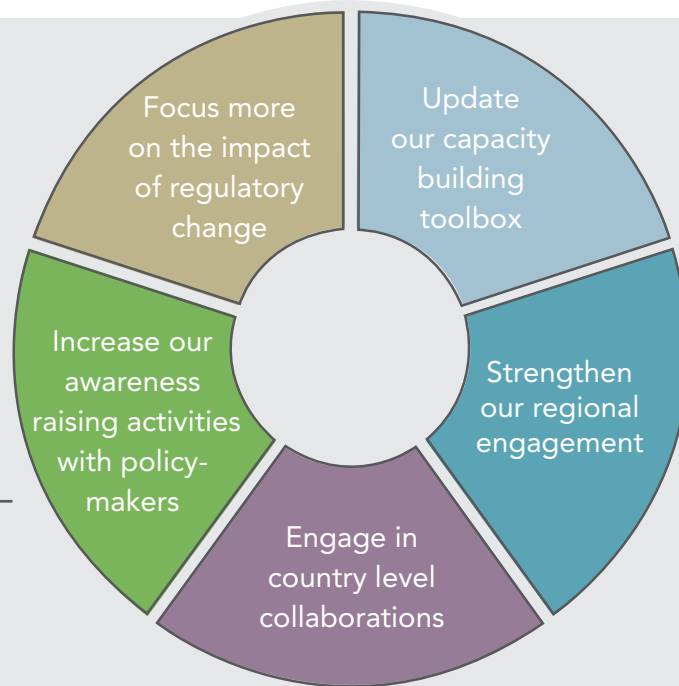 Focus more
on the impact
of regulatory
change
Update
our capacity
building
toolbox
Strengthen
our regional
engagement
Engage in
country level
collaborations
Increase our
awareness
raising activities
with policy-
makers